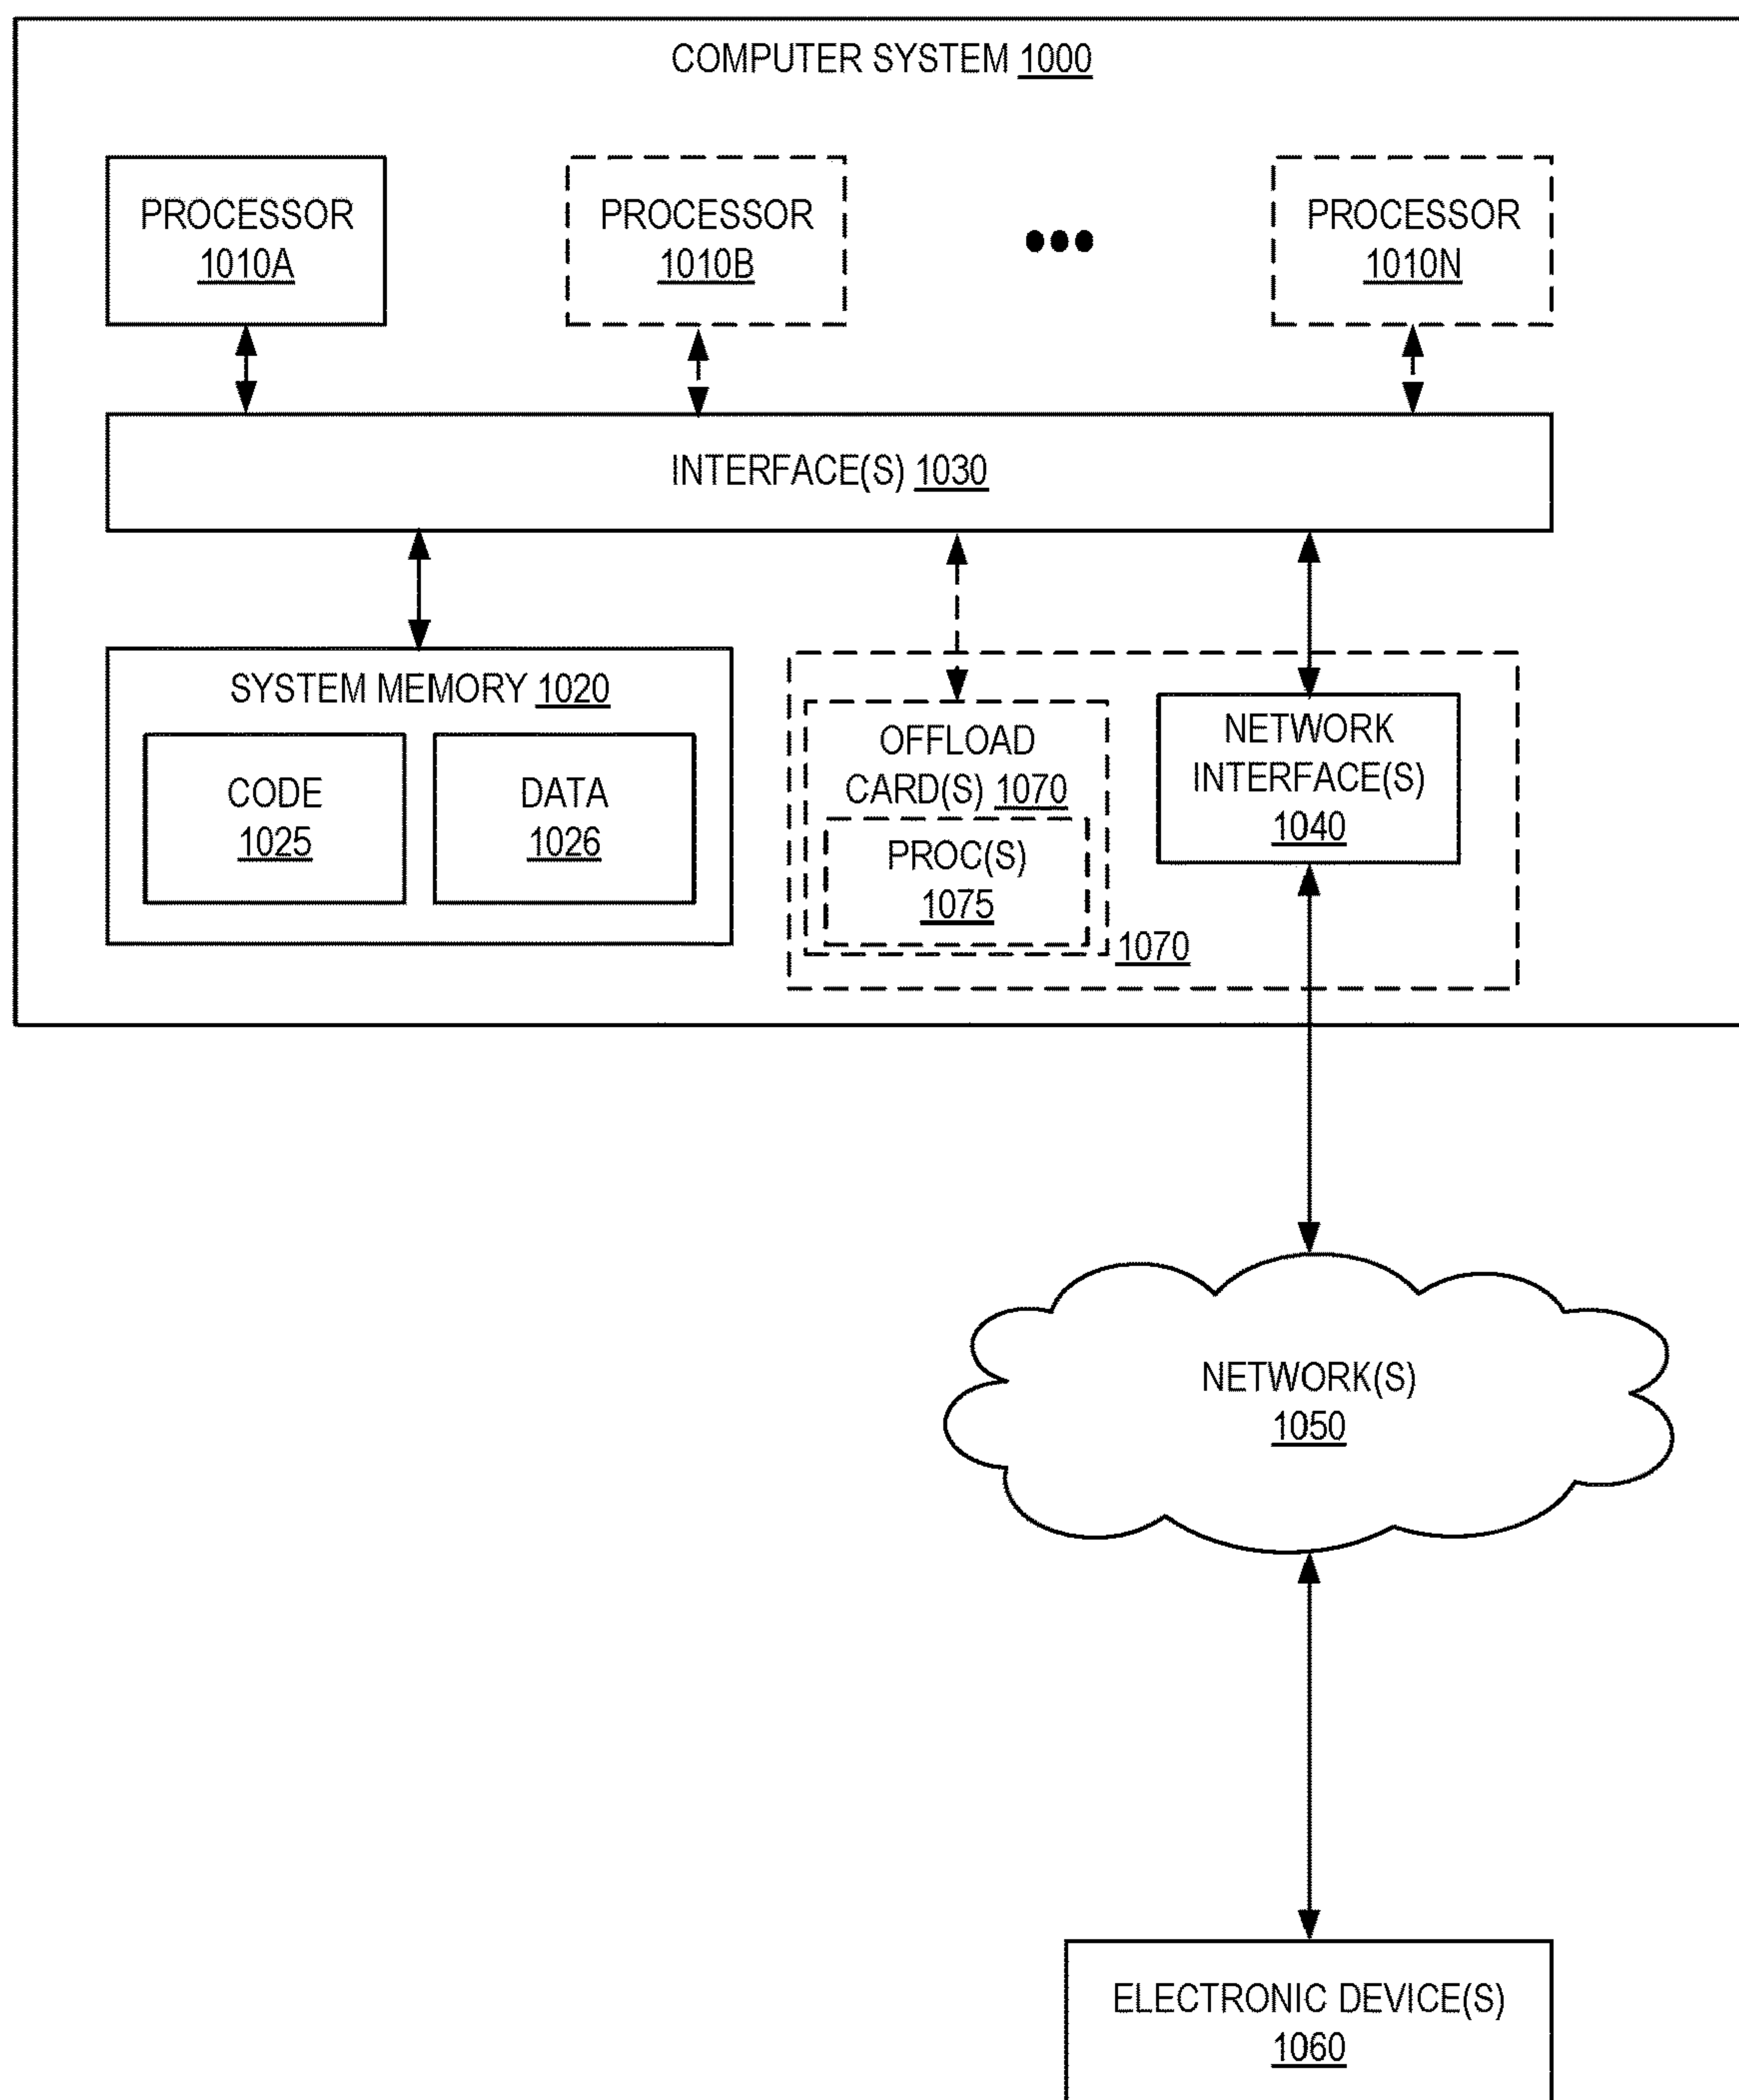 COMPUTER SYSTEM 1000
PROCESSOR
1010A
PROCESSOR
1010B
PROCESSOR
1010N
INTERFACE(S) 1030
SYSTEM MEMORY 1020
CODE
1025
DATA
1026
OFFLOAD
CARD(S) 1070
PROC(S)
1075
1070
NETWORK
INTERFACE(S)
1040
NETWORK(S)
1050
ELECTRONIC DEVICE(S)
1060